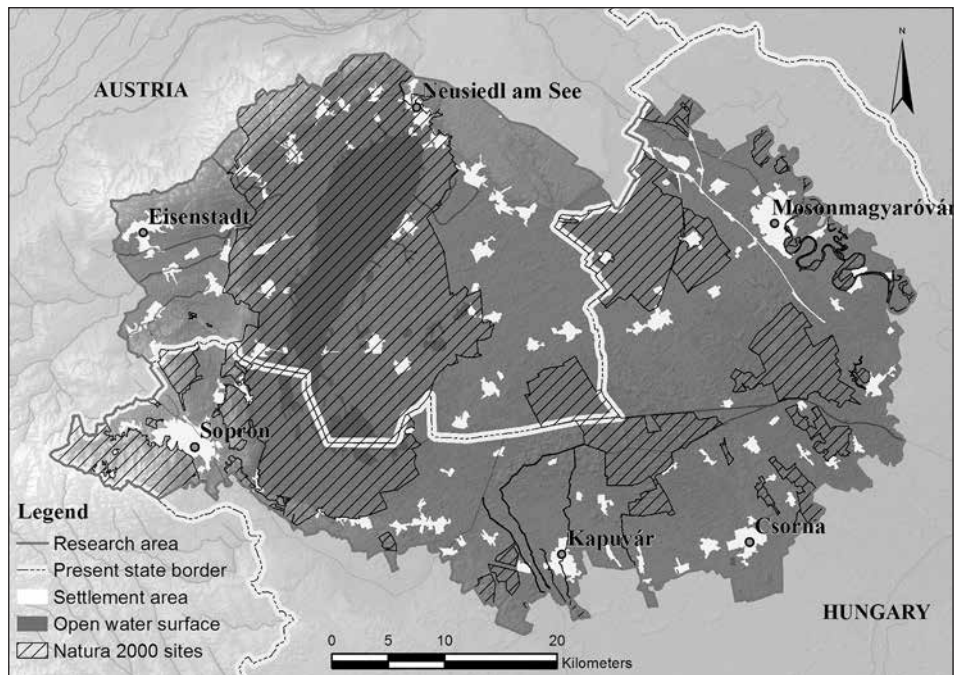 N
AUSTRIA
Neusiedl am See
Eisenstadt
Mosonmagyaróvár
Sopron
Kapuvár
Csorna
HUNGARY
Legend
Research area
Present state border
Settlement area
Open water surface
Natura 2000 sites
0 5 10 20
Kilometers